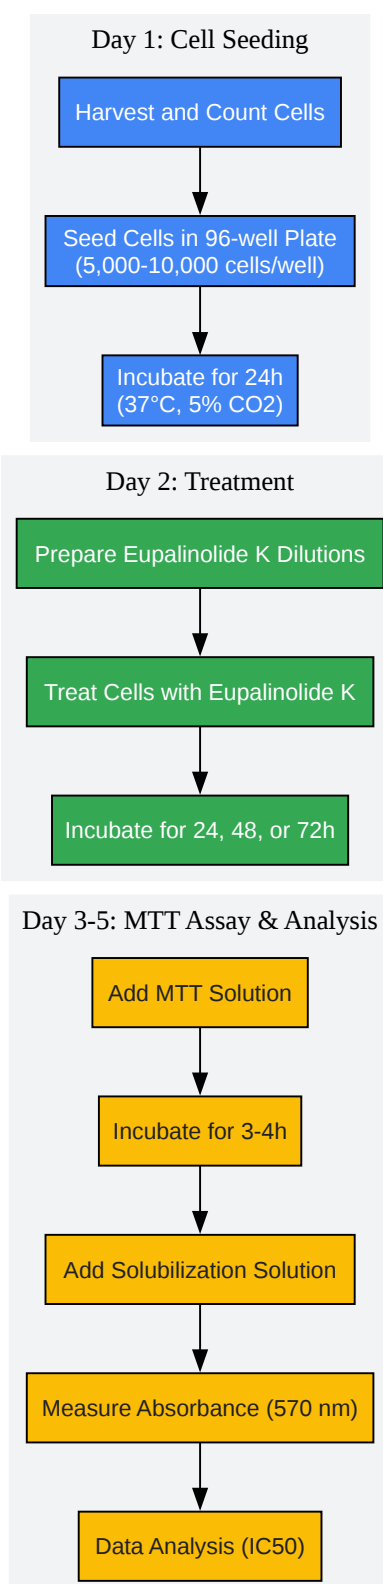 Day 1: Cell Seeding
Harvest and Count Cells
Seed Cells in 96-well Plate
(5,000-10,000 cells/well)
Incubate for 24h
(37°C, 5% CO2)
Day 2: Treatment
Prepare Eupalinolide K Dilutions
Treat Cells with Eupalinolide K
Incubate for 24, 48, or 72h
Day 3-5: MTT Assay & Analysis
Add MTT Solution
Incubate for 3-4h
Add Solubilization Solution
Measure Absorbance (570 nm)
Data Analysis (IC50)